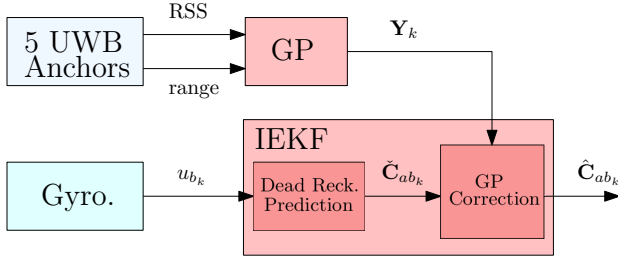 RSS
5 UWB
Anchors
range
GP
𝐘ₖ
IEKF
Gyro.
u_{b_k}
Dead Reck.
Prediction
𝐂̌_{ab_k}
GP
Correction
𝐂̂_{ab_k}